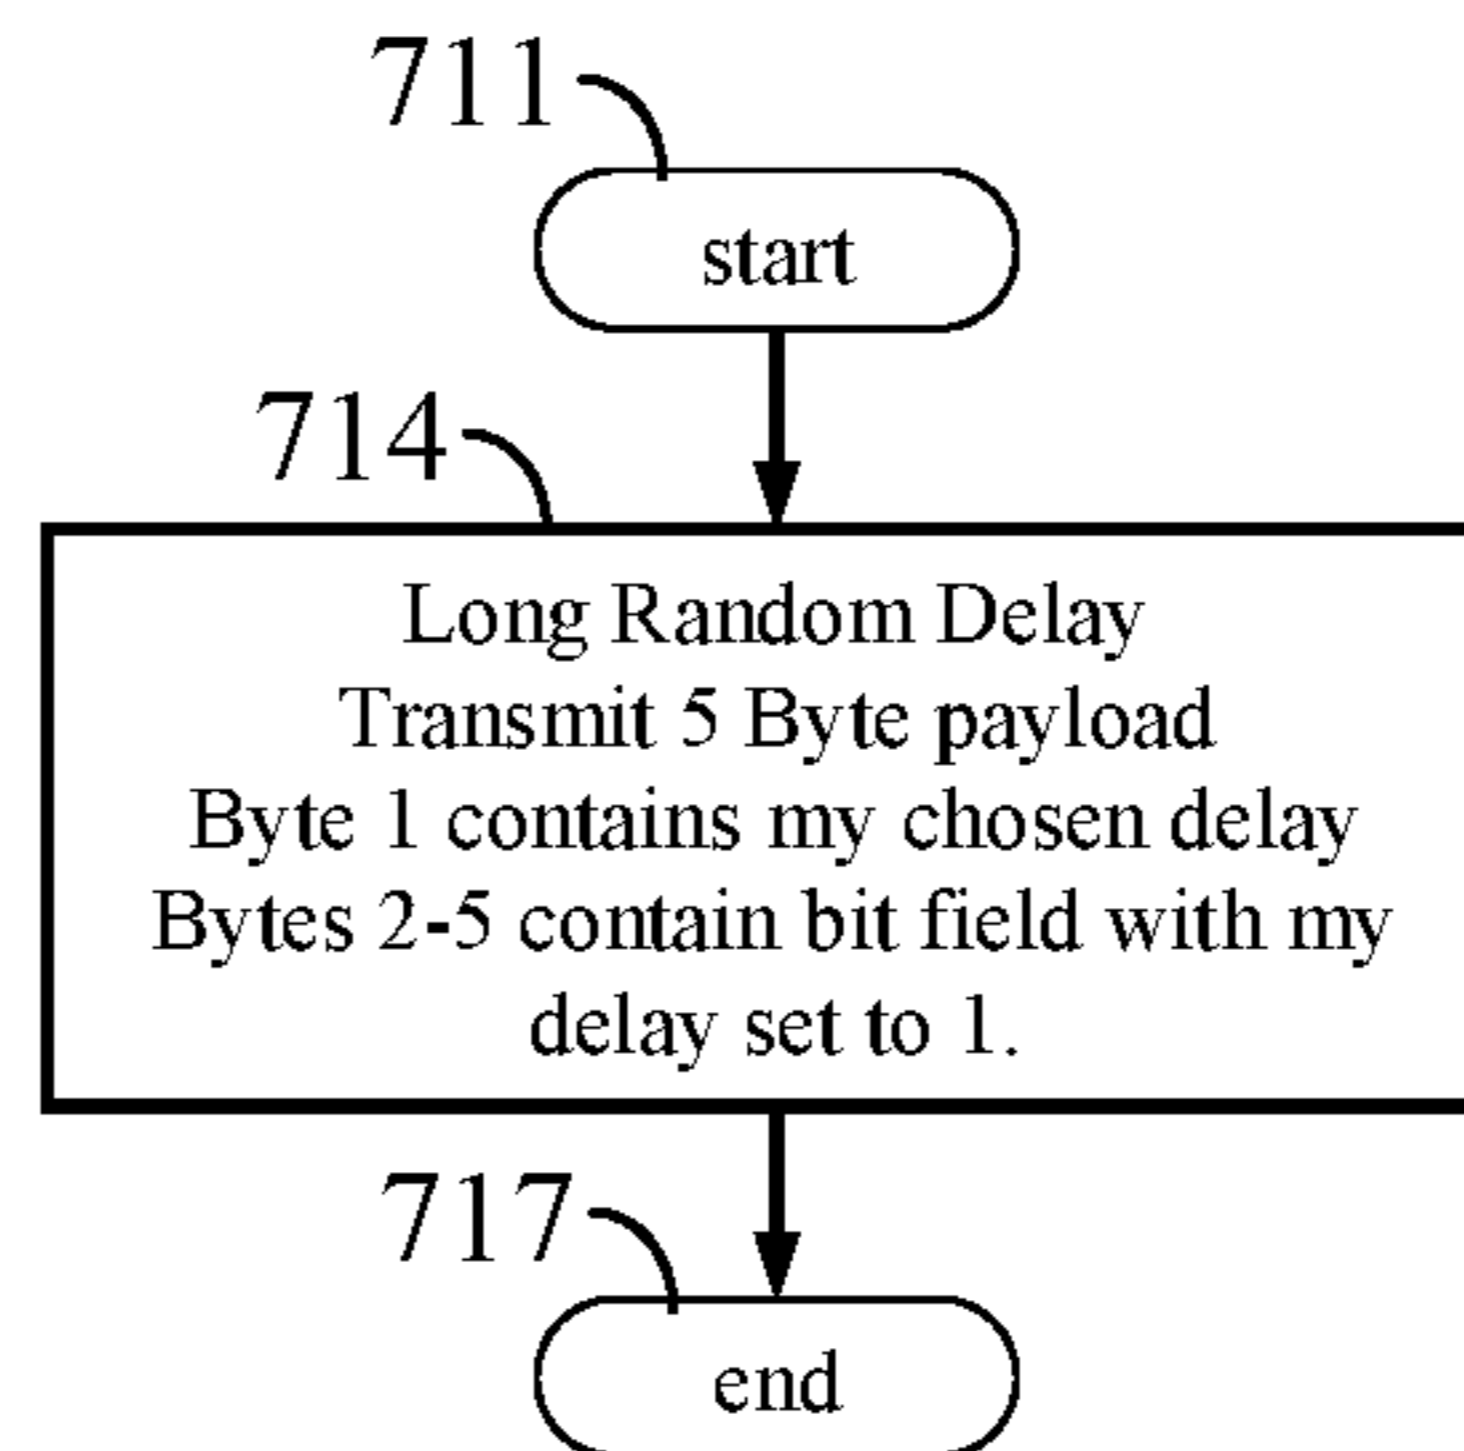 711
start
714
Long Random Delay
Transmit 5 Byte payload
Byte 1 contains my chosen delay
Bytes 2-5 contain bit field with my
delay set to 1.
717
end